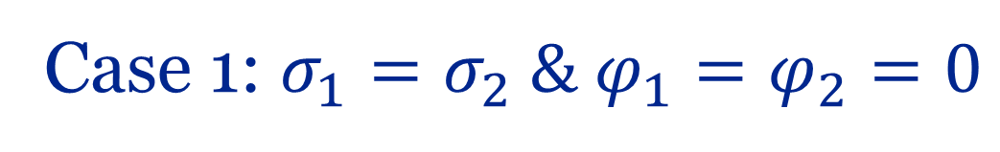 Case 1: σ₁ = σ₂ & φ₁ = φ₂ = 0